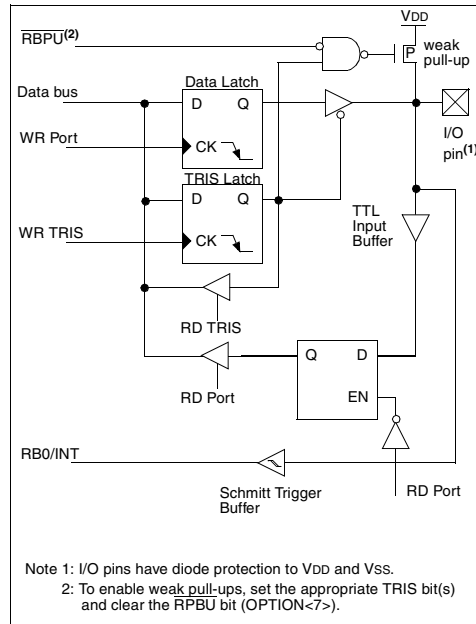 VDD
RBPU(2)
P
weak
pull-up
Data Latch
Data bus
D Q
WR Port
CK
I/O
pin(1)
TRIS Latch
D Q
TTL
Input
Buffer
WR TRIS
CK
RD TRIS
Q D
RD Port
EN
RB0/INT
Schmitt Trigger
Buffer
RD Port
Note 1: I/O pins have diode protection to VDD and VSS.
2: To enable weak pull-ups, set the appropriate TRIS bit(s)
and clear the RPBU bit (OPTION<7>).